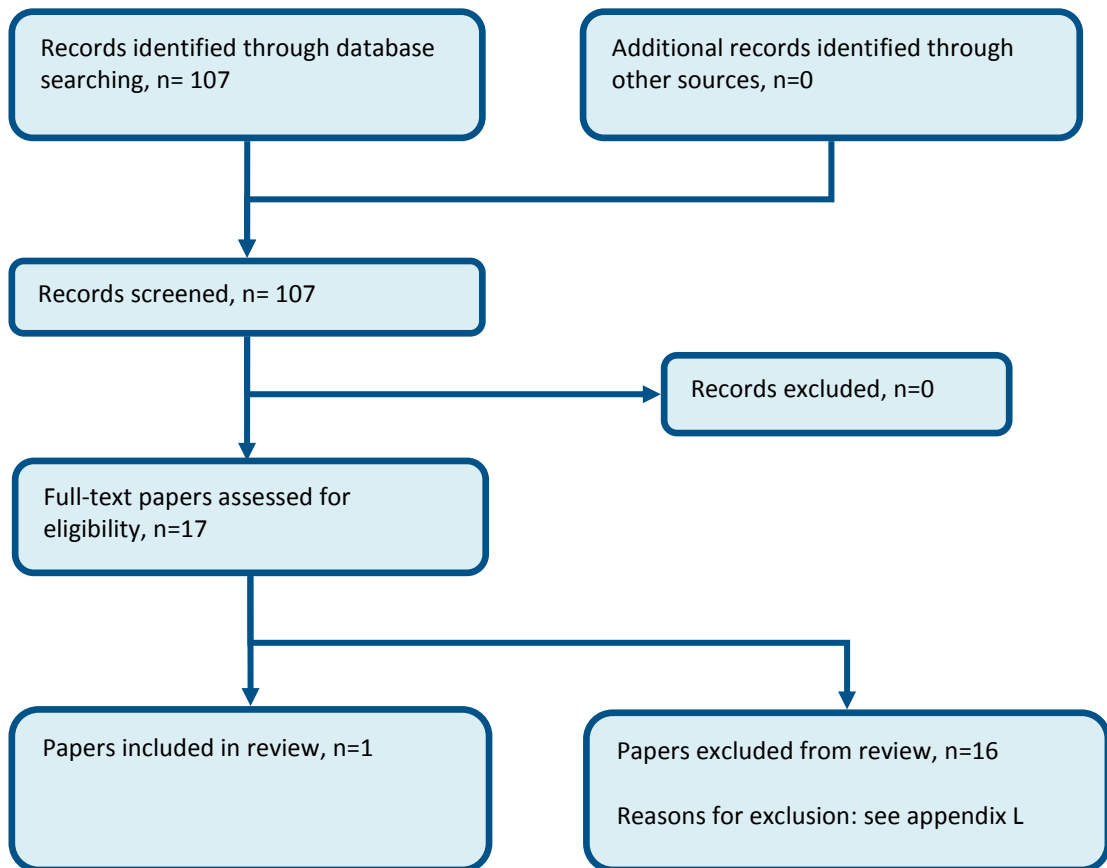 Records identified through database
searching, n= 107
Additional records identified through
other sources, n=0
Records screened, n= 107
Records excluded, n=0
Full-text papers assessed for
eligibility, n=17
Papers included in review, n=1
Papers excluded from review, n=16
Reasons for exclusion: see appendix L